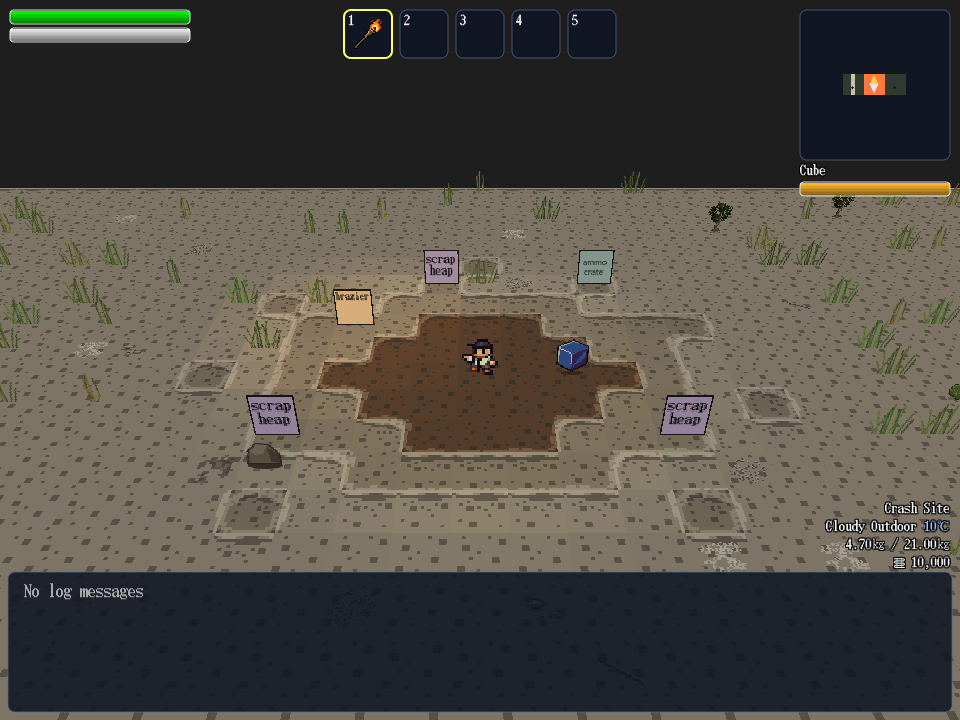 1
2
3
4
5
Cube
scrap
heap
ammo
crate
brazier
scrap
heap
scrap
heap
Crash Site
Cloudy Outdoor 10℃
4.70kg / 21.00kg
10,000
No log messages